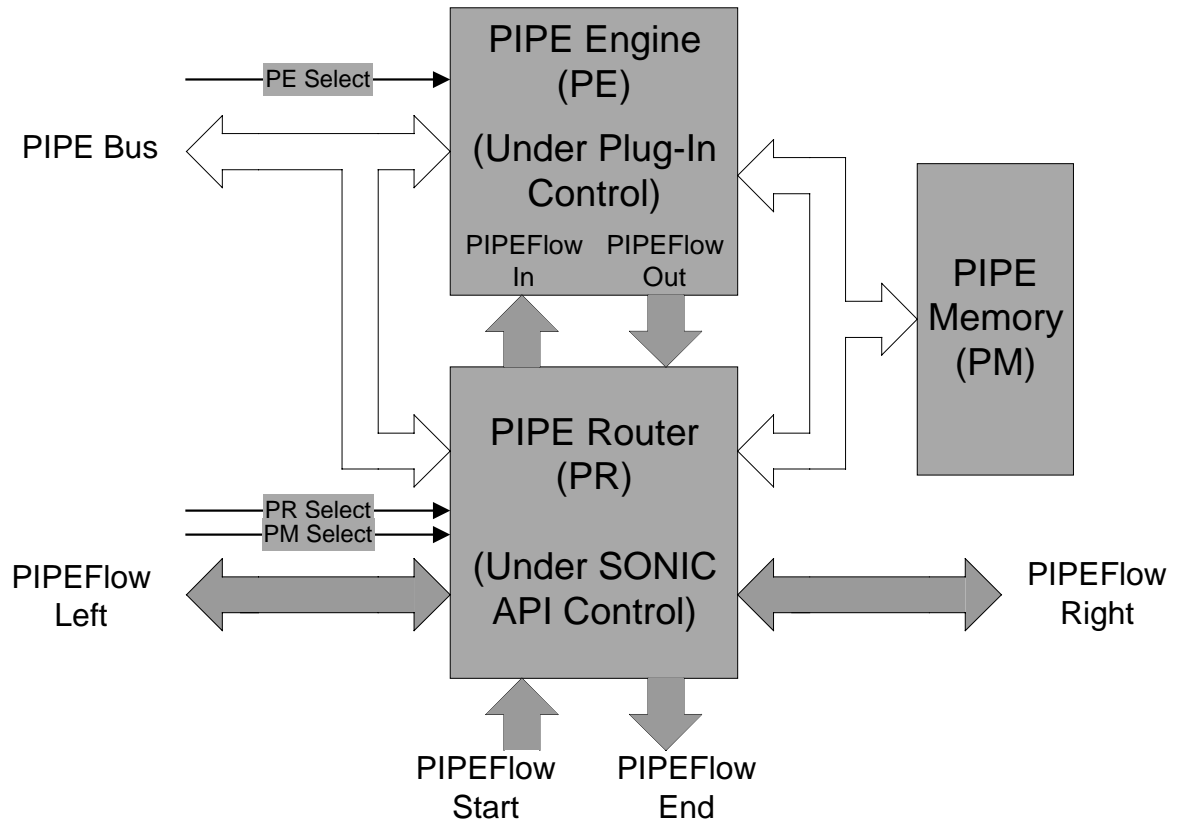 PIPE Engine
(PE)
(Under Plug-In
Control)
PE Select
PIPE Bus
PIPEFlow
In
PIPEFlow
Out
PIPE
Memory
(PM)
PIPE Router
(PR)
(Under SONIC
API Control)
PR Select
PM Select
PIPEFlow
Left
PIPEFlow
Right
PIPEFlow
Start
PIPEFlow
End